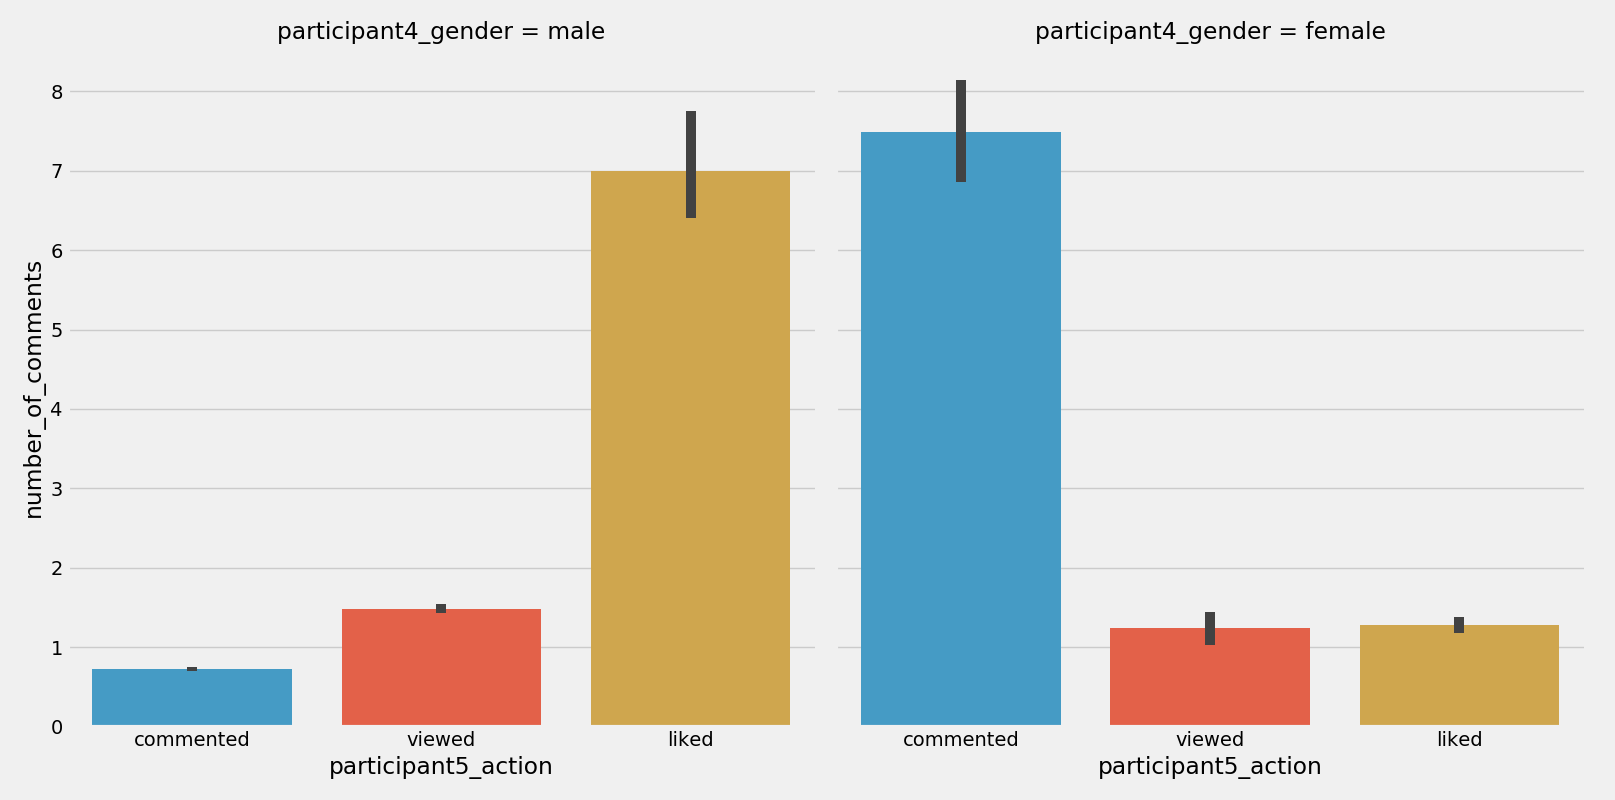 participant4_gender = male
participant4_gender = female
number_of_comments
8
7
6
5
4
3
2
1
0
commented viewed liked
commented viewed liked
participant5_action
participant5_action